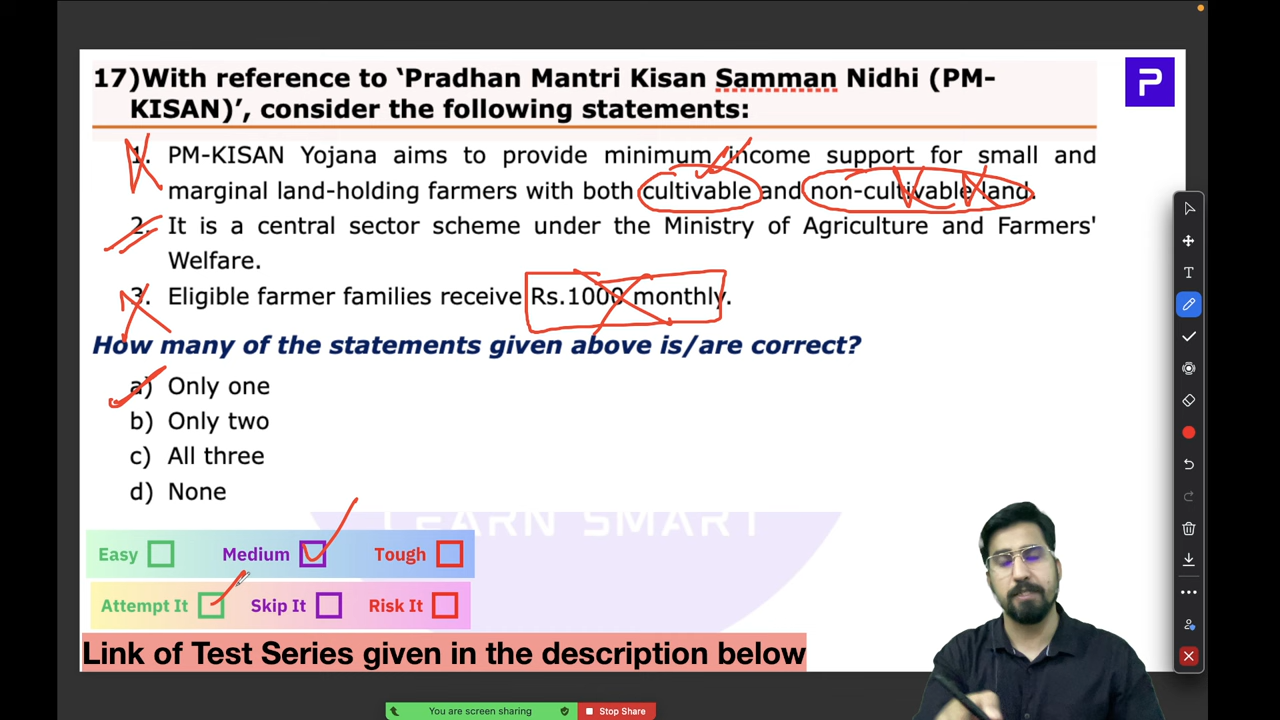 17)With reference to ‘Pradhan Mantri Kisan Samman Nidhi (PM-
KISAN)’, consider the following statements:
1. PM-KISAN Yojana aims to provide minimum income support for small and
marginal land-holding farmers with both cultivable and non-cultivable land.
2. It is a central sector scheme under the Ministry of Agriculture and Farmers'
Welfare.
3. Eligible farmer families receive Rs.1000 monthly.
How many of the statements given above is/are correct?
a) Only one
b) Only two
c) All three
d) None
LEARN SMART
Easy Medium Tough
Attempt It Skip It Risk It
Link of Test Series given in the description below
You are screen sharing Stop Share
P
T